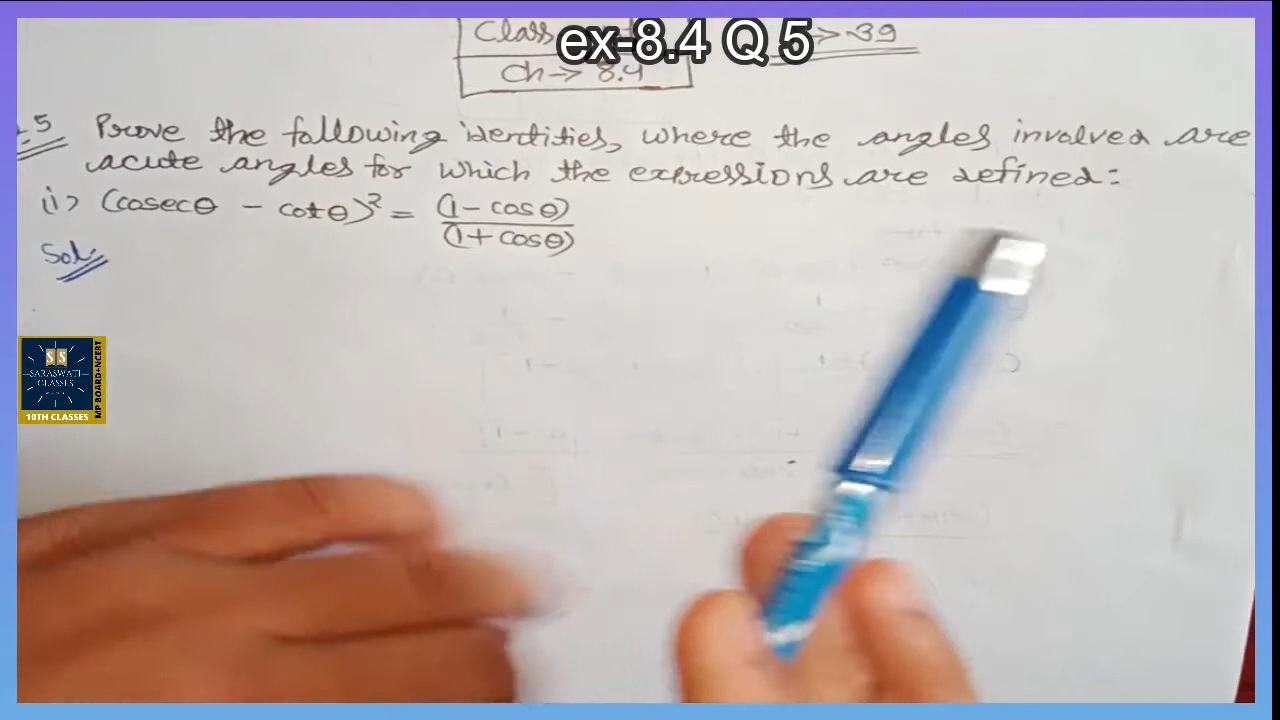 Class
ex-8.4 Q 5
> 39
Ch → 8.4
.5 Prove the following identities, where the angles involved are
acute angles for which the expressions are defined:
(i) (cosecθ - cotθ)² = (1 - cosθ)
(1 + cosθ)
Sol.
SS
SARASWATI
CLASSES
10TH CLASSES
MP BOARD+NCERT